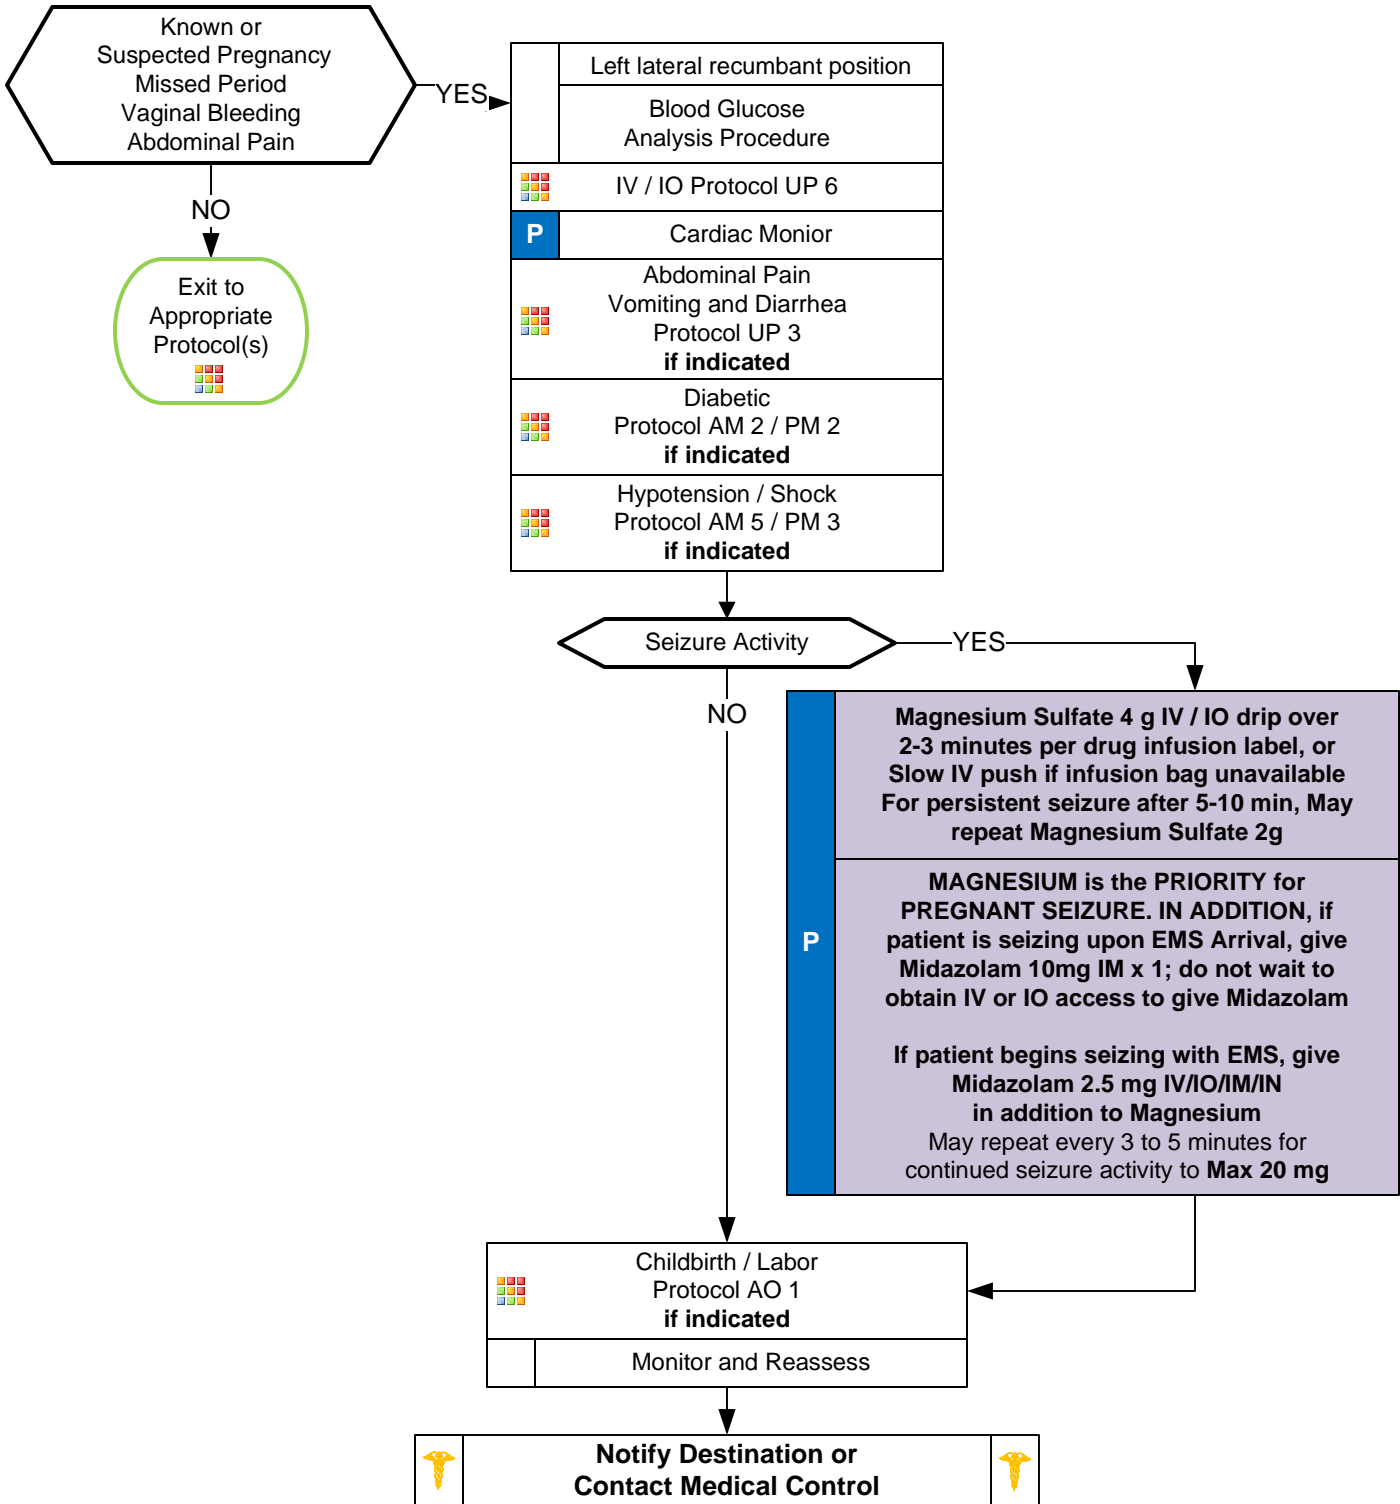 Known or
Suspected Pregnancy
Missed Period
Vaginal Bleeding
Abdominal Pain
YES
NO
Exit to
Appropriate
Protocol(s)
Left lateral recumbant position
Blood Glucose
Analysis Procedure
IV / IO Protocol UP 6
P
Cardiac Monior
Abdominal Pain
Vomiting and Diarrhea
Protocol UP 3
if indicated
Diabetic
Protocol AM 2 / PM 2
if indicated
Hypotension / Shock
Protocol AM 5 / PM 3
if indicated
Seizure Activity
YES
NO
P
Magnesium Sulfate 4 g IV / IO drip over
2-3 minutes per drug infusion label, or
Slow IV push if infusion bag unavailable
For persistent seizure after 5-10 min, May
repeat Magnesium Sulfate 2g
MAGNESIUM is the PRIORITY for
PREGNANT SEIZURE. IN ADDITION, if
patient is seizing upon EMS Arrival, give
Midazolam 10mg IM x 1; do not wait to
obtain IV or IO access to give Midazolam
If patient begins seizing with EMS, give
Midazolam 2.5 mg IV/IO/IM/IN
in addition to Magnesium
May repeat every 3 to 5 minutes for
continued seizure activity to Max 20 mg
Childbirth / Labor
Protocol AO 1
if indicated
Monitor and Reassess
Notify Destination or
Contact Medical Control